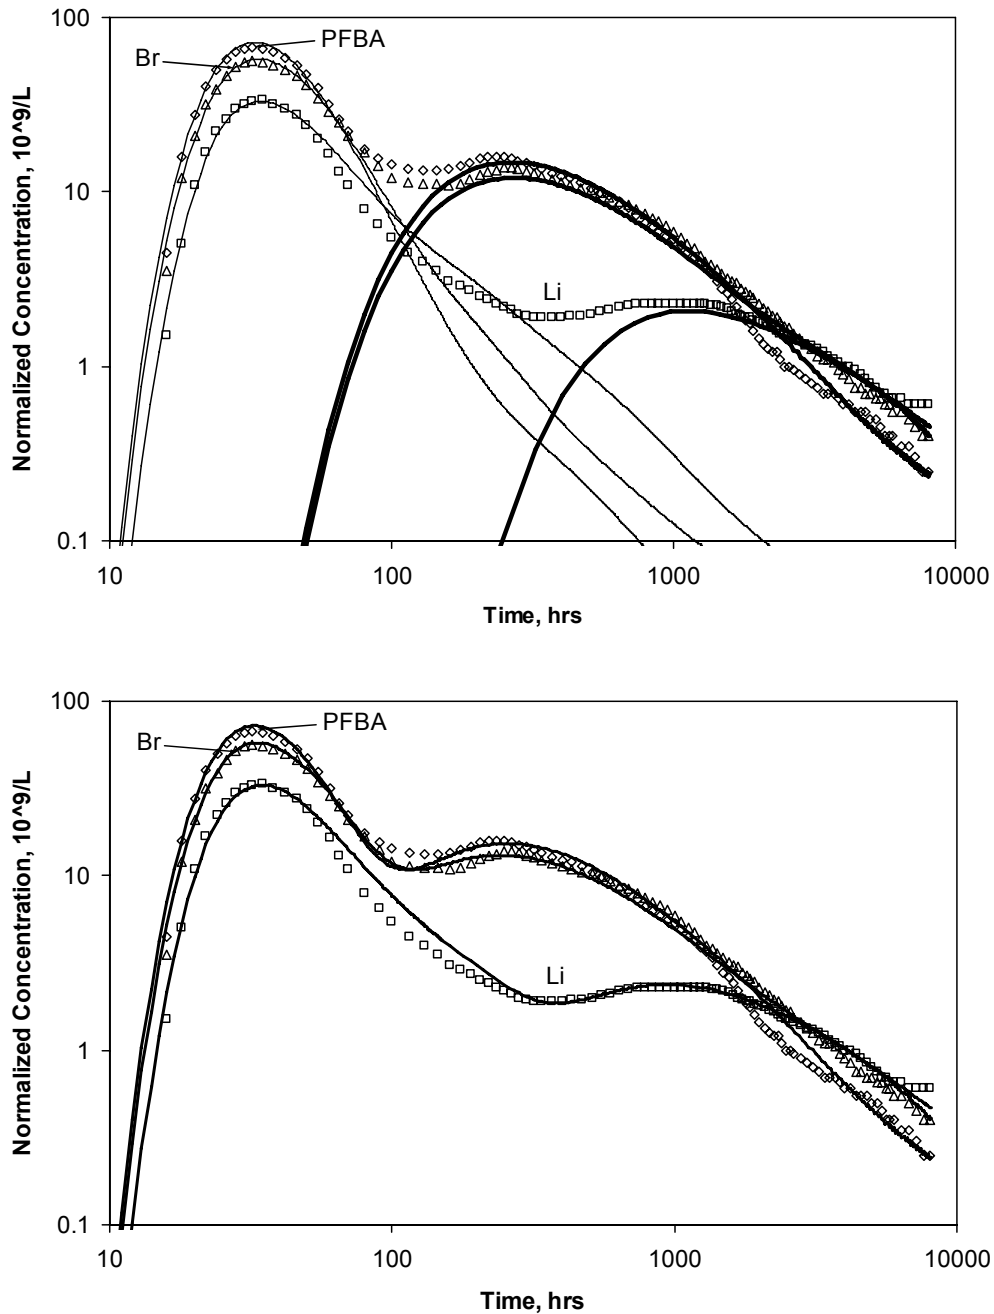 100
PFBA
Br
10
Normalized Concentration, 10^9/L
Li
1
0.1
10 100 1000 10000
Time, hrs
100
PFBA
Br
10
Normalized Concentration, 10^9/L
Li
1
0.1
10 100 1000 10000
Time, hrs